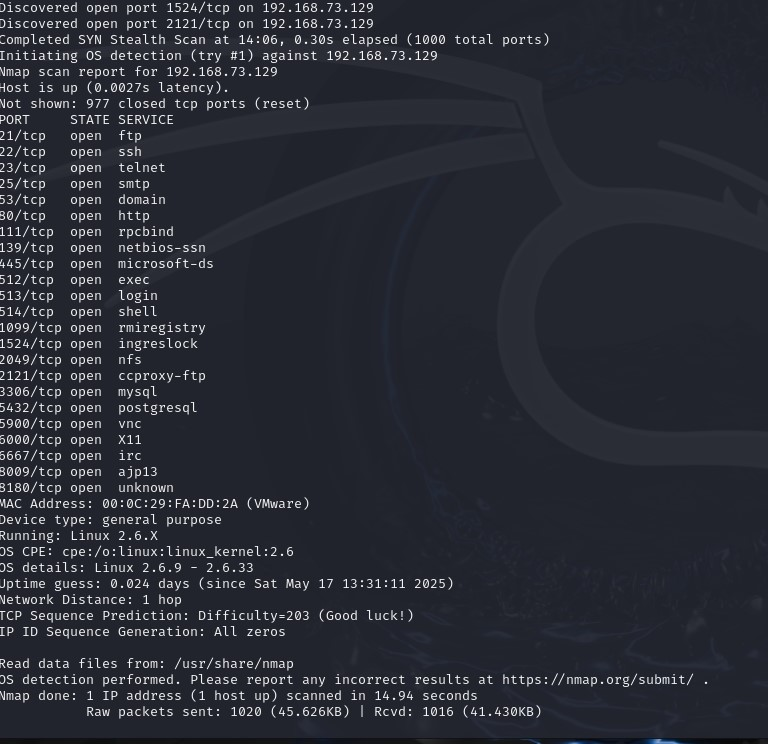 Discovered open port 1524/tcp on 192.168.73.129
Discovered open port 2121/tcp on 192.168.73.129
Completed SYN Stealth Scan at 14:06, 0.30s elapsed (1000 total ports)
Initiating OS detection (try #1) against 192.168.73.129
Nmap scan report for 192.168.73.129
Host is up (0.0027s latency).
Not shown: 977 closed tcp ports (reset)
PORT     STATE SERVICE
21/tcp   open  ftp
22/tcp   open  ssh
23/tcp   open  telnet
25/tcp   open  smtp
53/tcp   open  domain
80/tcp   open  http
111/tcp  open  rpcbind
139/tcp  open  netbios-ssn
445/tcp  open  microsoft-ds
512/tcp  open  exec
513/tcp  open  login
514/tcp  open  shell
1099/tcp open  rmiregistry
1524/tcp open  ingreslock
2049/tcp open  nfs
2121/tcp open  ccproxy-ftp
3306/tcp open  mysql
5432/tcp open  postgresql
5900/tcp open  vnc
6000/tcp open  X11
6667/tcp open  irc
8009/tcp open  ajp13
8180/tcp open  unknown
MAC Address: 00:0C:29:FA:DD:2A (VMware)
Device type: general purpose
Running: Linux 2.6.X
OS CPE: cpe:/o:linux:linux_kernel:2.6
OS details: Linux 2.6.9 - 2.6.33
Uptime guess: 0.024 days (since Sat May 17 13:31:11 2025)
Network Distance: 1 hop
TCP Sequence Prediction: Difficulty=203 (Good luck!)
IP ID Sequence Generation: All zeros

Read data files from: /usr/share/nmap
OS detection performed. Please report any incorrect results at https://nmap.org/submit/ .
Nmap done: 1 IP address (1 host up) scanned in 14.94 seconds
           Raw packets sent: 1020 (45.626KB) | Rcvd: 1016 (41.430KB)